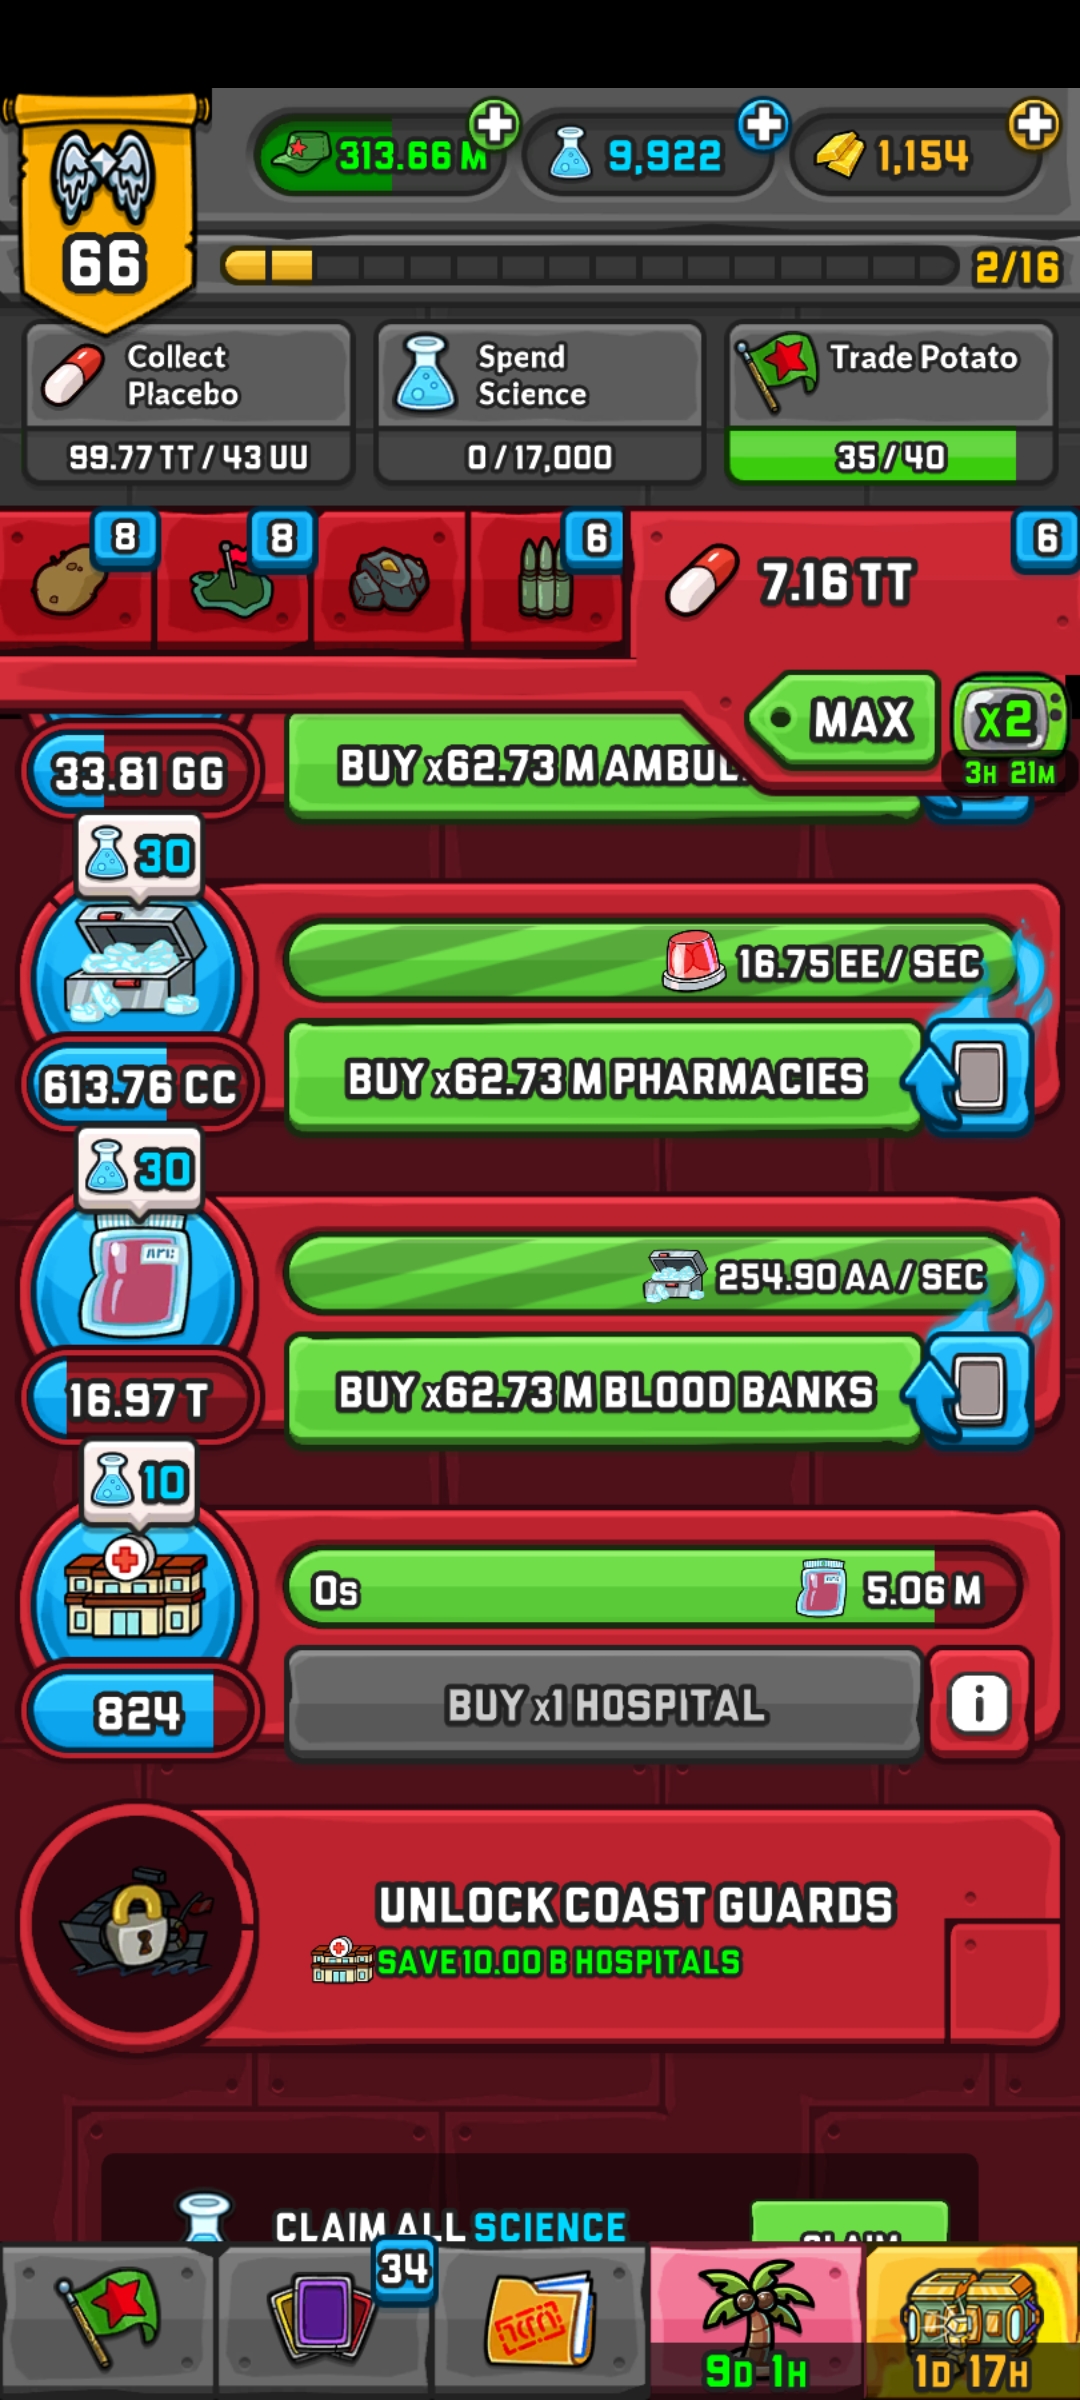 313.66 M
9,922
1,154
66
2/16
Collect
Placebo
Spend
Science
Trade Potato
99.77 TT / 43 UU
0 / 17,000
35 / 40
8
8
6
6
7.16 TT
MAX
x2
3H 21M
33.81 GG
BUY x62.73 M AMBUL
30
16.75 EE / SEC
613.76 CC
BUY x62.73 M PHARMACIES
30
254.90 AA / SEC
16.97 T
BUY x62.73 M BLOOD BANKS
10
0s
5.06 M
824
BUY x1 HOSPITAL
i
UNLOCK COAST GUARDS
SAVE 10.00 B HOSPITALS
CLAIM ALL SCIENCE
CLAIM
34
9D 1H
1D 17H